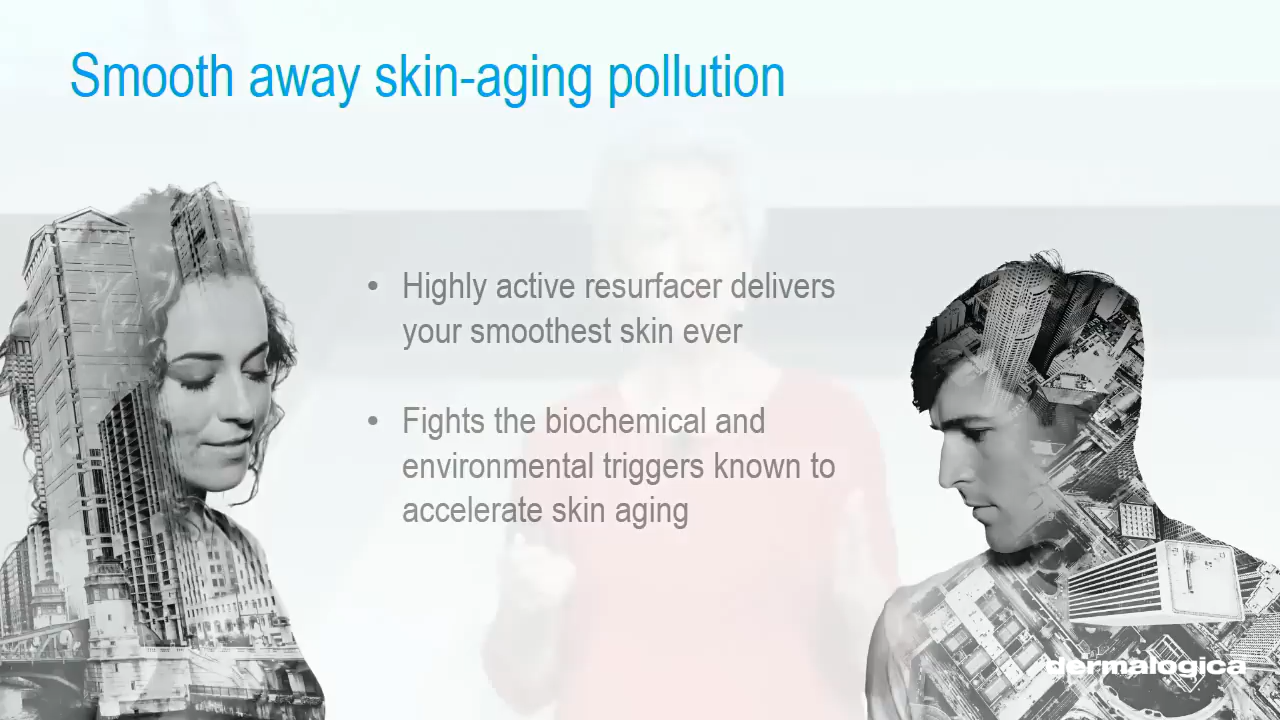 Smooth away skin-aging pollution
• Highly active resurfacer delivers
your smoothest skin ever
• Fights the biochemical and
environmental triggers known to
accelerate skin aging
dermalogica